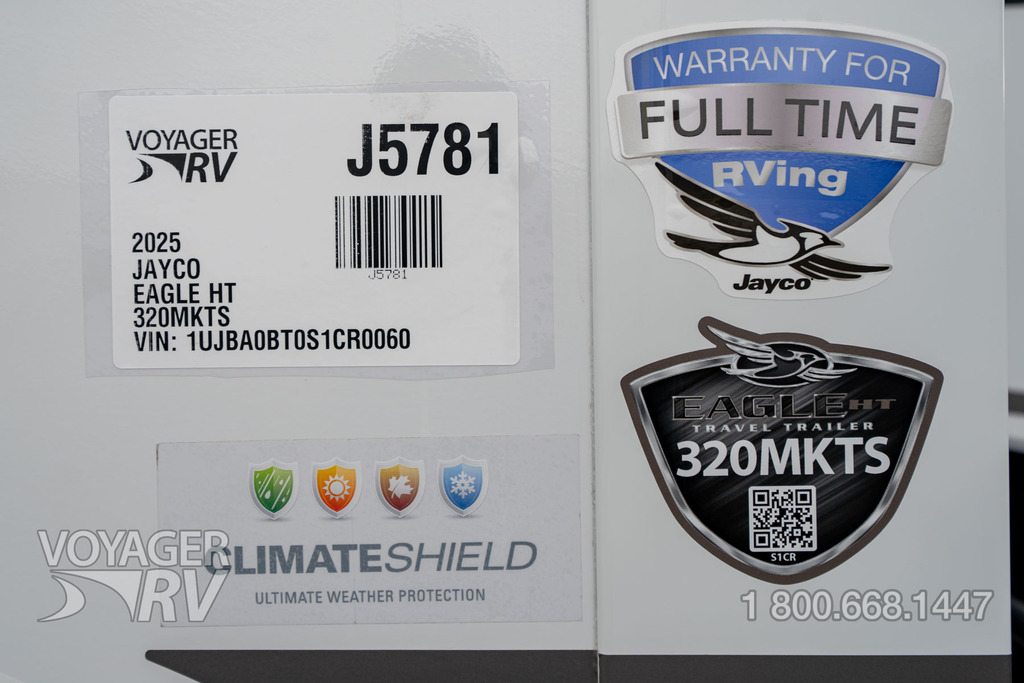 VOYAGER
RV
J5781
J5781
2025
JAYCO
EAGLE HT
320MKTS
VIN: 1UJBA0BT0S1CR0060
WARRANTY FOR
FULL TIME
RVing
Jayco
EAGLE HT
TRAVEL TRAILER
320MKTS
S1CR
CLIMATESHIELD
ULTIMATE WEATHER PROTECTION
VOYAGER
RV
1 800.668.1447